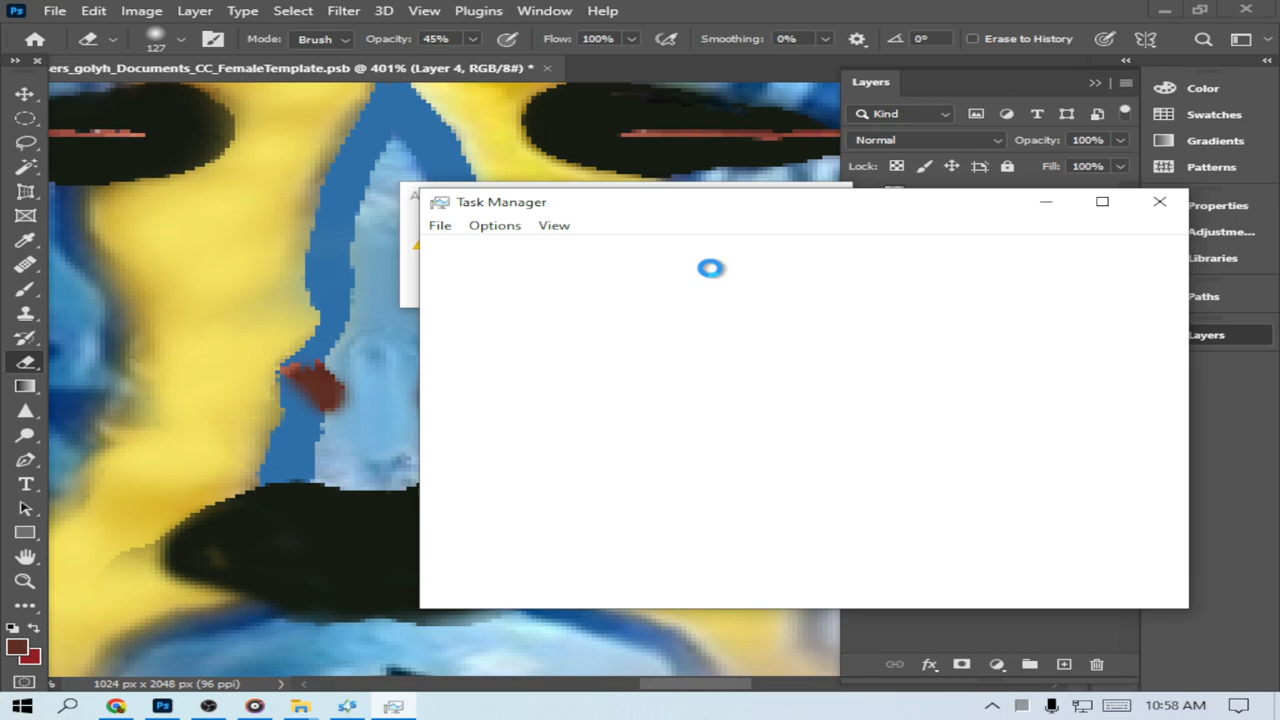 Ps File Edit Image Layer Type Select Filter 3D View Plugins Window Help
127 Mode: Brush Opacity: 45% Flow: 100% Smoothing: 0% 0° Erase to History
ers_golyh_Documents_CC_FemaleTemplate.psb @ 401% (Layer 4, RGB/8#) *
Layers
Kind
Normal Opacity: 100%
Lock: Fill: 100%
Color
Swatches
Gradients
Patterns
Properties
Adjustme...
Libraries
Paths
Layers
Task Manager
File Options View
1024 px x 2048 px (96 ppi)
Ps 10:58 AM